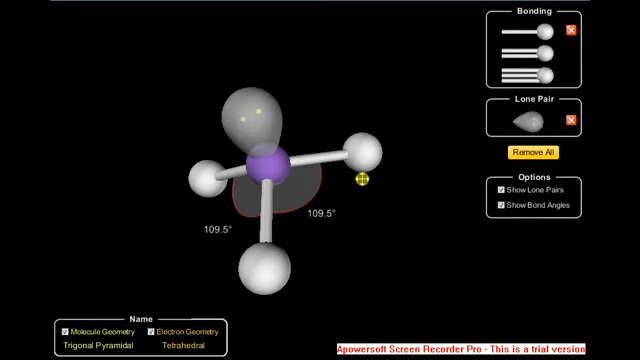 Bonding
Lone Pair
Remove All
Options
Show Lone Pairs
Show Bond Angles
109.5°
109.5°
Name
Molecule Geometry
Electron Geometry
Trigonal Pyramidal
Tetrahedral
Apowersoft Screen Recorder Pro - This is a trial version